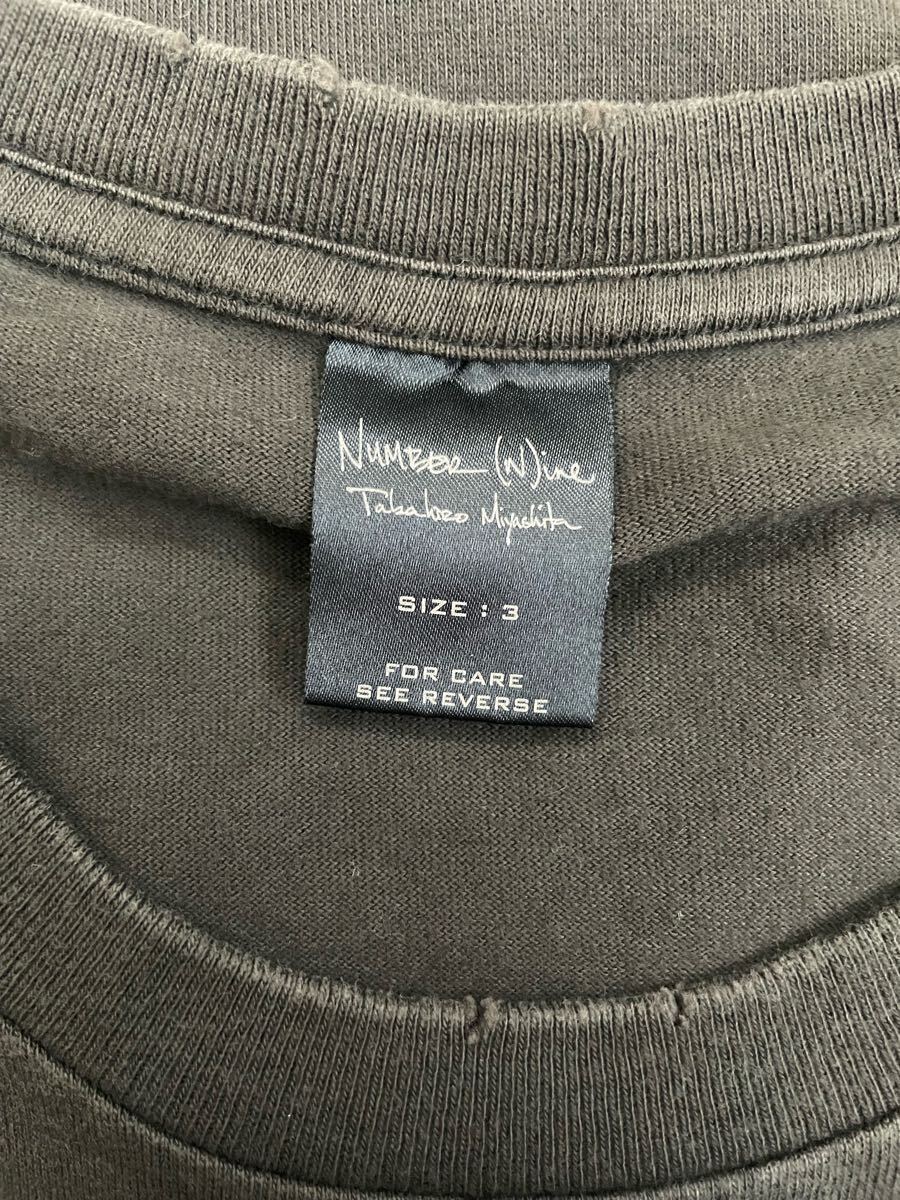 NUMBER (N)ine
Takahiro Miyashita
SIZE : 3
FOR CARE
SEE REVERSE